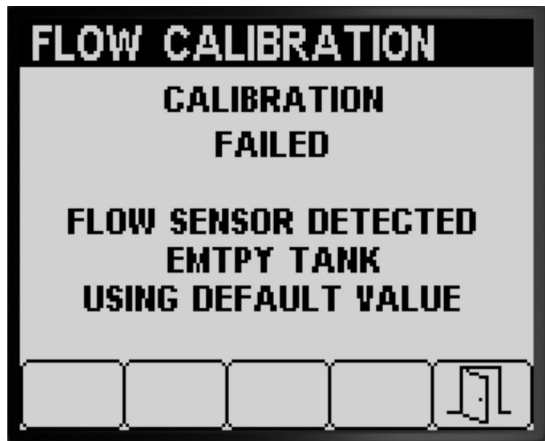 FLOW CALIBRATION
CALIBRATION
FAILED
FLOW SENSOR DETECTED
EMTPY TANK
USING DEFAULT VALUE